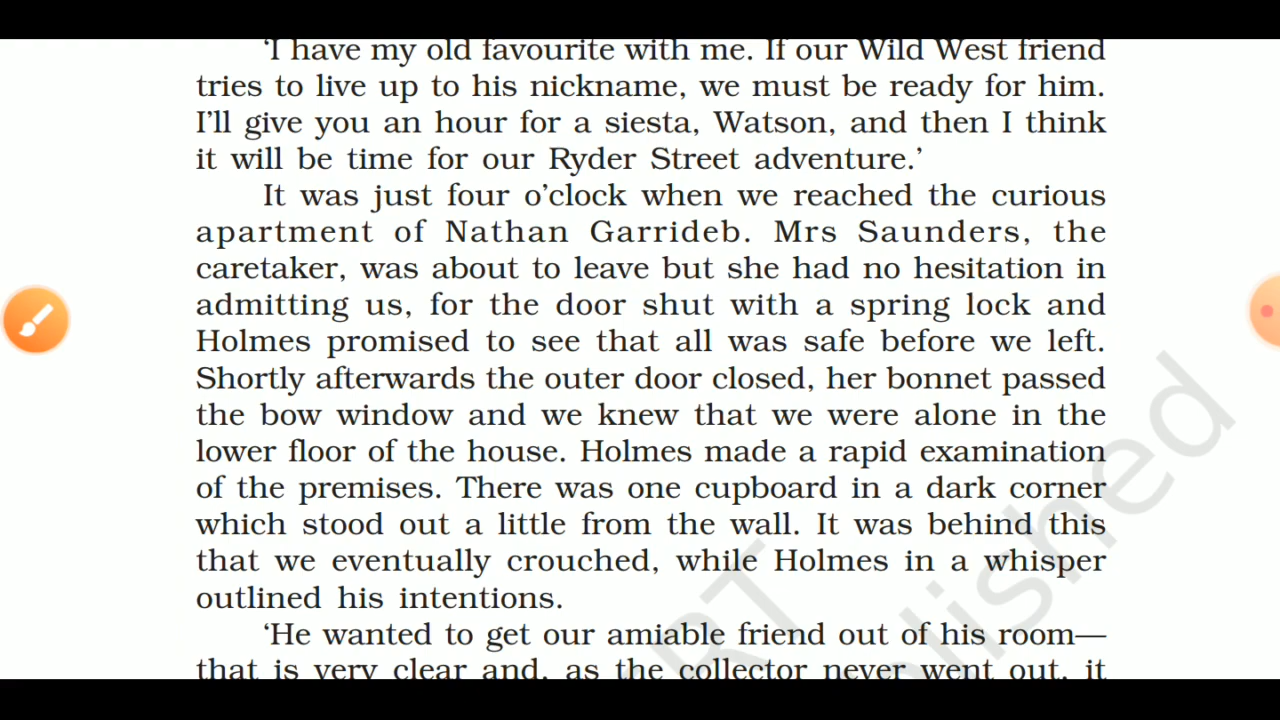 ‘I have my old favourite with me. If our Wild West friend
tries to live up to his nickname, we must be ready for him.
I’ll give you an hour for a siesta, Watson, and then I think
it will be time for our Ryder Street adventure.’
It was just four o’clock when we reached the curious
apartment of Nathan Garrideb. Mrs Saunders, the
caretaker, was about to leave but she had no hesitation in
admitting us, for the door shut with a spring lock and
Holmes promised to see that all was safe before we left.
Shortly afterwards the outer door closed, her bonnet passed
the bow window and we knew that we were alone in the
lower floor of the house. Holmes made a rapid examination
of the premises. There was one cupboard in a dark corner
which stood out a little from the wall. It was behind this
that we eventually crouched, while Holmes in a whisper
outlined his intentions.
‘He wanted to get our amiable friend out of his room—
that is very clear and, as the collector never went out, it